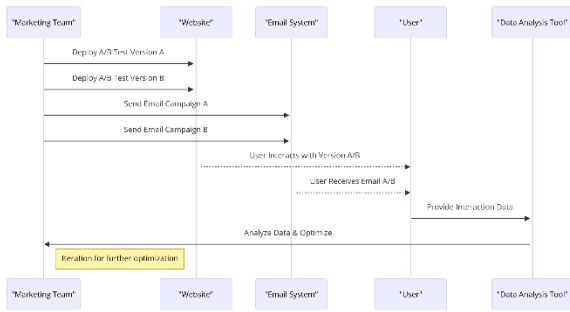 "Marketing Team" "Website" "Email System" "User" "Data Analysis Tool"
Deploy A/B Test Version A
Deploy A/B Test Version B
Send Email Campaign A
Send Email Campaign B
User Interacts with Version A/B
User Receives Email A/B
Provide Interaction Data
Analyze Data & Optimize
Iteration for further optimization
"Marketing Team" "Website" "Email System" "User" "Data Analysis Tool"